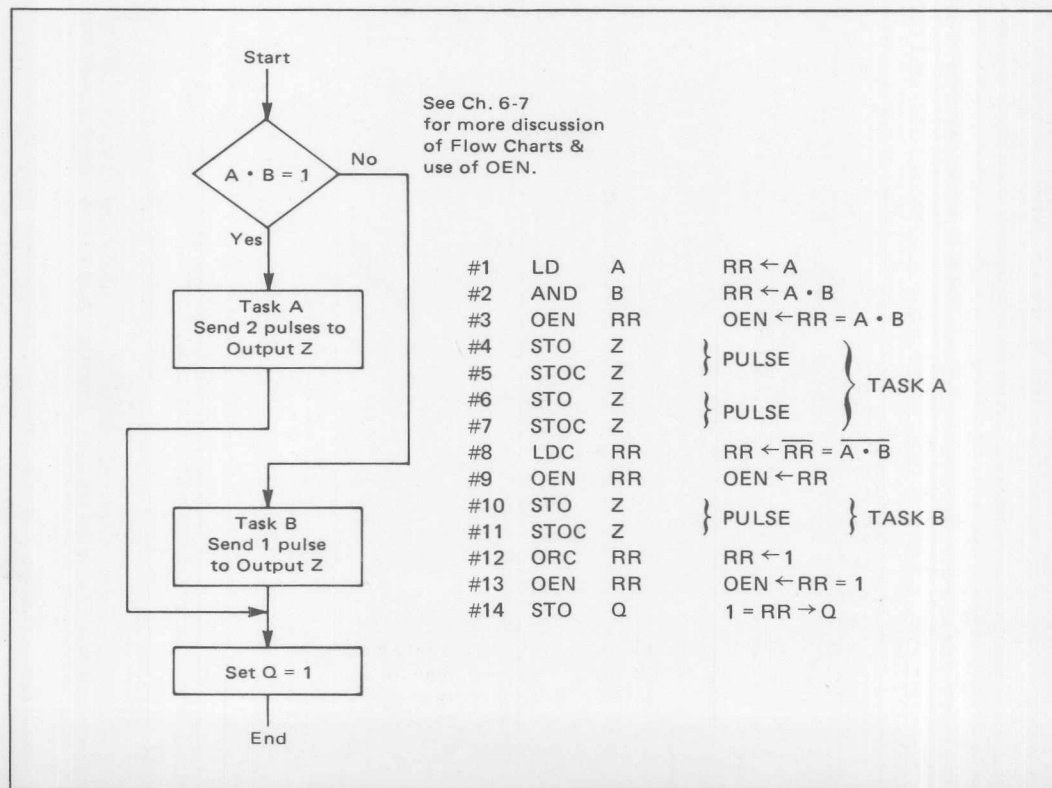 Start
See Ch. 6-7
for more discussion
of Flow Charts &
use of OEN.
A • B = 1
No
Yes
Task A
Send 2 pulses to
Output Z
Task B
Send 1 pulse
to Output Z
Set Q = 1
End
#1 LD A RR ← A
#2 AND B RR ← A • B
#3 OEN RR OEN ← RR = A • B
#4 STO Z } PULSE
#5 STOC Z
#6 STO Z } PULSE
#7 STOC Z
} TASK A
#8 LDC RR RR ← R̅R̅ = A̅ ̅•̅ ̅B̅
#9 OEN RR OEN ← RR
#10 STO Z } PULSE } TASK B
#11 STOC Z
#12 ORC RR RR ← 1
#13 OEN RR OEN ← RR = 1
#14 STO Q 1 = RR → Q